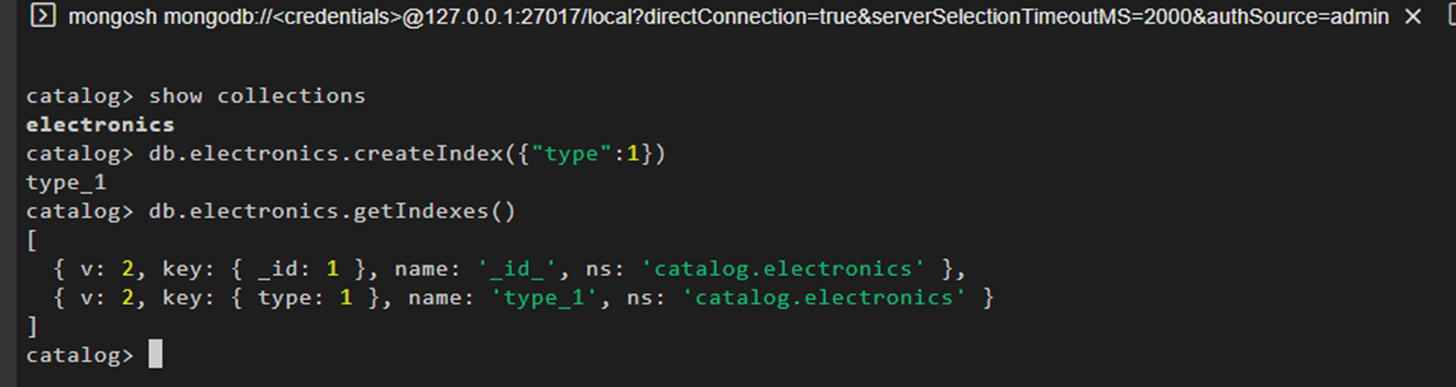 mongosh mongodb://<credentials>@127.0.0.1:27017/local?directConnection=true&serverSelectionTimeoutMS=2000&authSource=admin
catalog> show collections
electronics
catalog> db.electronics.createIndex({"type":1})
type_1
catalog> db.electronics.getIndexes()
[
  { v: 2, key: { _id: 1 }, name: '_id_', ns: 'catalog.electronics' },
  { v: 2, key: { type: 1 }, name: 'type_1', ns: 'catalog.electronics' }
]
catalog>